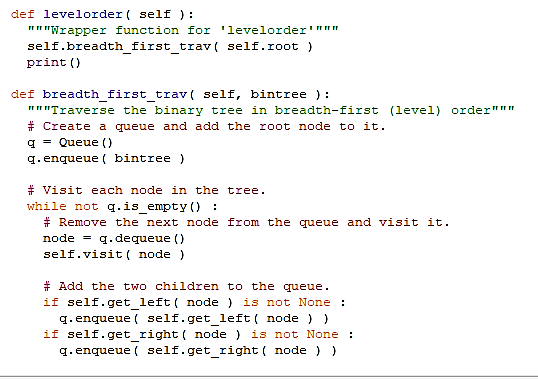 def levelorder( self ):
"""Wrapper function for 'levelorder'"""
self.breadth_first_trav( self.root )
print()
def breadth_first_trav( self, bintree ):
"""Traverse the binary tree in breadth-first (level) order"""
# Create a queue and add the root node to it.
q = Queue()
q.enqueue( bintree )
# Visit each node in the tree.
while not q.is_empty() :
# Remove the next node from the queue and visit it.
node = q.dequeue()
self.visit( node )
# Add the two children to the queue.
if self.get_left( node ) is not None :
q.enqueue( self.get_left( node ) )
if self.get_right( node ) is not None :
q.enqueue( self.get_right( node ) )